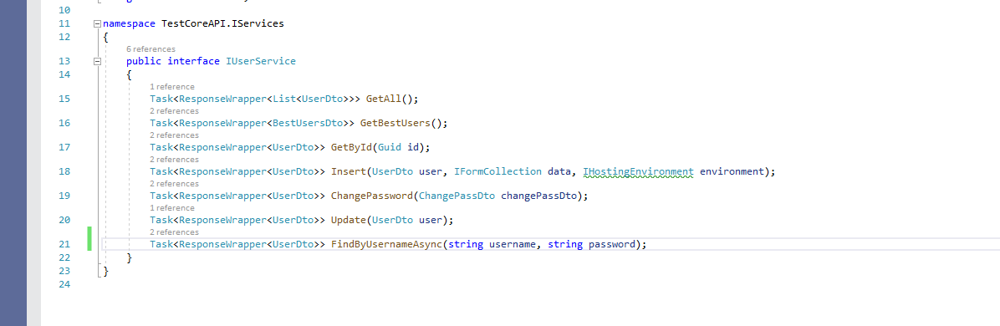 10
11 namespace TestCoreAPI.IServices
12 {
6 references
13 public interface IUserService
14 {
1 reference
15 Task<ResponseWrapper<List<UserDto>>> GetAll();
2 references
16 Task<ResponseWrapper<BestUsersDto>> GetBestUsers();
2 references
17 Task<ResponseWrapper<UserDto>> GetById(Guid id);
2 references
18 Task<ResponseWrapper<UserDto>> Insert(UserDto user, IFormCollection data, IHostingEnvironment environment);
2 references
19 Task<ResponseWrapper<UserDto>> ChangePassword(ChangePassDto changePassDto);
1 reference
20 Task<ResponseWrapper<UserDto>> Update(UserDto user);
2 references
21 Task<ResponseWrapper<UserDto>> FindByUsernameAsync(string username, string password);
22 }
23 }
24